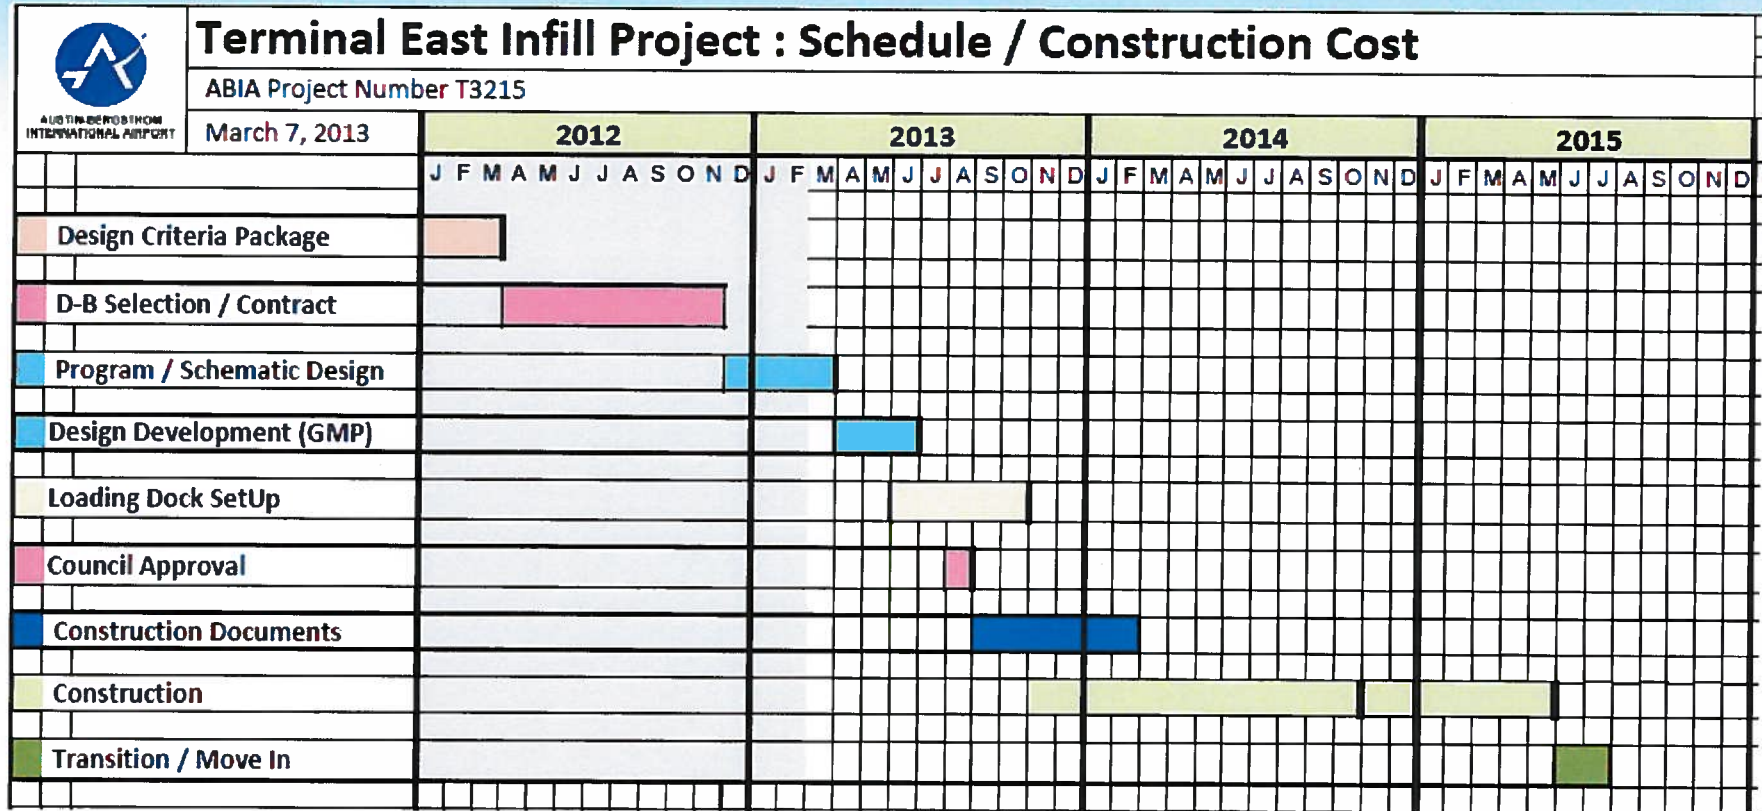 Terminal East Infill Project : Schedule / Construction Cost
ABIA Project Number T3215
AUSTIN-BERGSTROM
INTERNATIONAL AIRPORT
March 7, 2013
2012 2013 2014 2015
J F M A M J J A S O N D J F M A M J J A S O N D J F M A M J J A S O N D J F M A M J J A S O N D
Design Criteria Package
D-B Selection / Contract
Program / Schematic Design
Design Development (GMP)
Loading Dock SetUp
Council Approval
Construction Documents
Construction
Transition / Move In